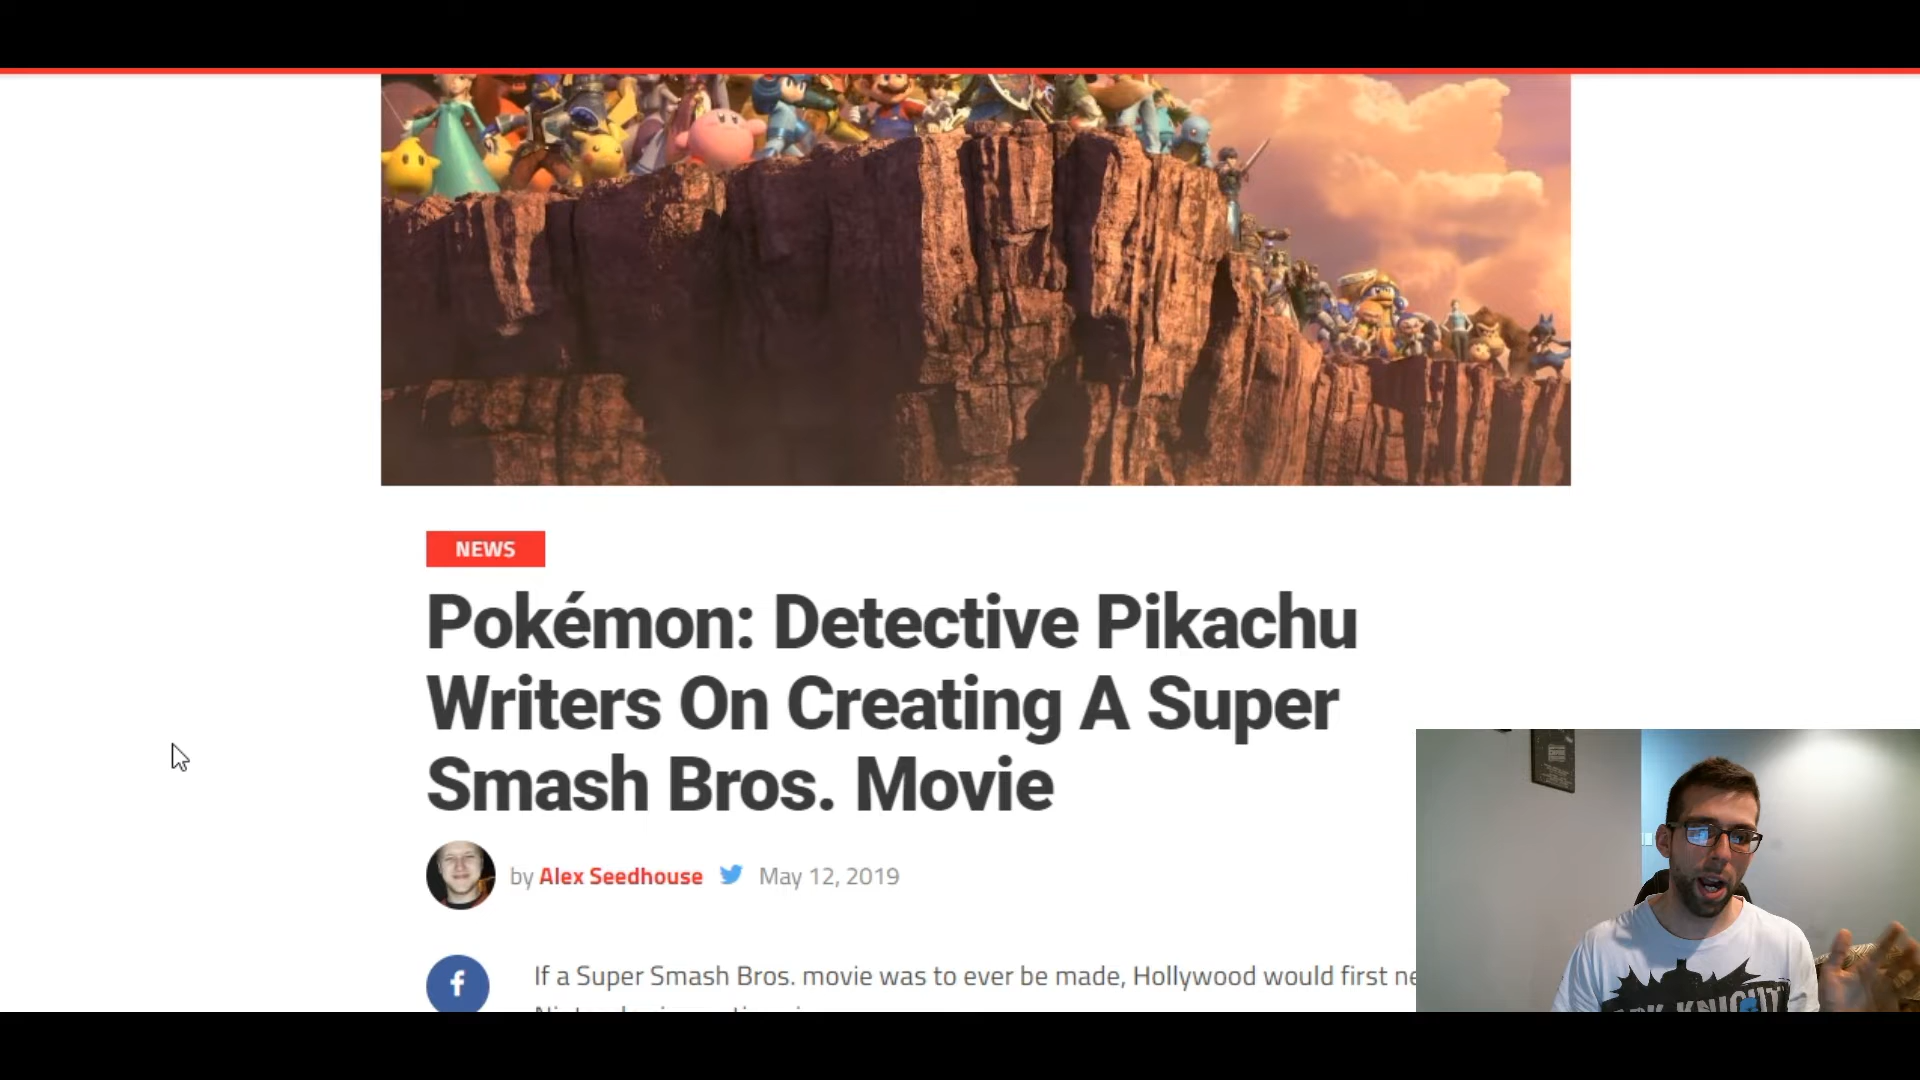 NEWS
Pokémon: Detective Pikachu
Writers On Creating A Super
Smash Bros. Movie
by Alex Seedhouse May 12, 2019
f
If a Super Smash Bros. movie was to ever be made, Hollywood would first
KNIGHT